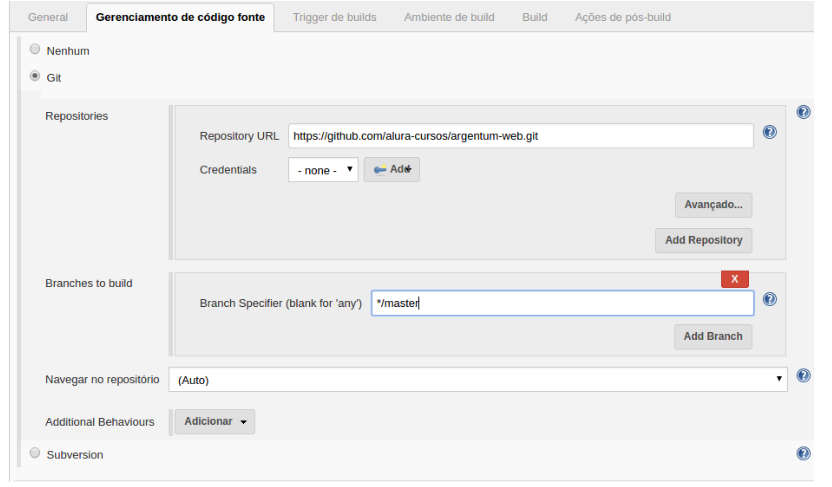 General Gerenciamento de código fonte Trigger de builds Ambiente de build Build Ações de pós-build
Nenhum
Git
Repositories
Repository URL https://github.com/alura-cursos/argentum-web.git
Credentials - none - Add
Avançado...
Add Repository
Branches to build
X
Branch Specifier (blank for 'any') */master
Add Branch
Navegar no repositório (Auto)
Additional Behaviours Adicionar
Subversion